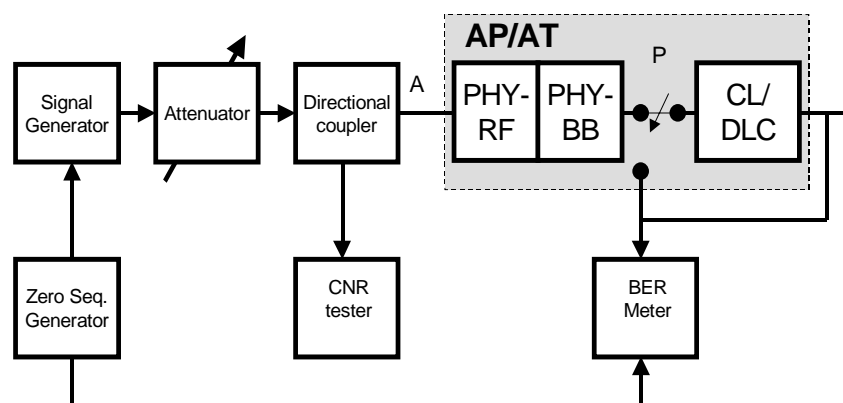 AP/AT
P
A
Signal
Generator
Attenuator
Directional
coupler
PHY-
RF
PHY-
BB
CL/
DLC
Zero Seq.
Generator
CNR
tester
BER
Meter